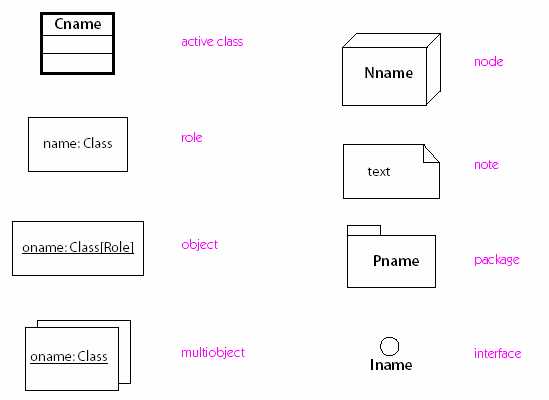 Cname
active class
Nname
node
name: Class
role
text
note
oname: Class[Role]
object
Pname
package
oname: Class
multiobject
Iname
interface